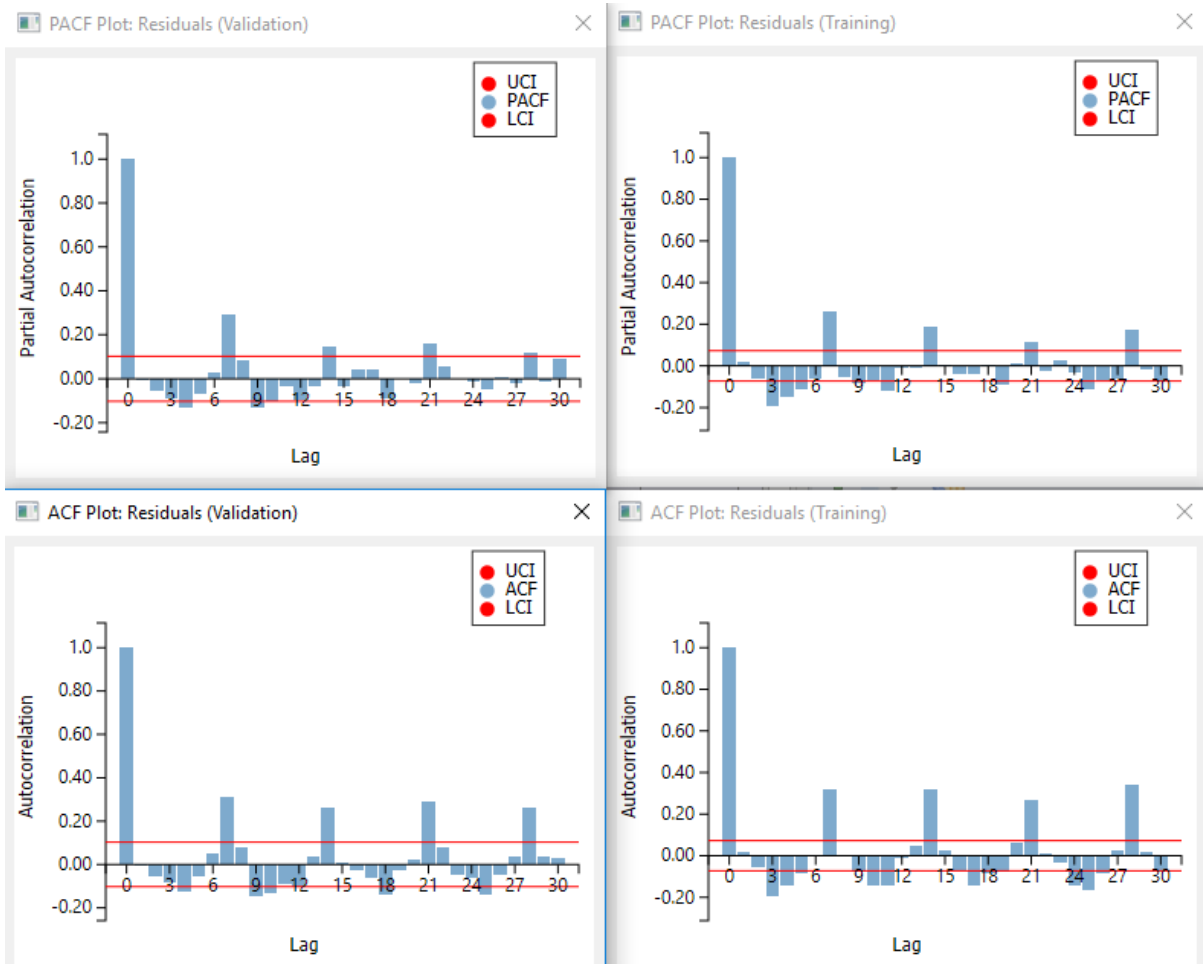 PACF Plot: Residuals (Validation)
UCI
PACF
LCI
1.0
0.80
0.60
0.40
0.20
0.00
-0.20
Partial Autocorrelation
0 3 6 9 12 15 18 21 24 27 30
Lag
PACF Plot: Residuals (Training)
UCI
PACF
LCI
1.0
0.80
0.60
0.40
0.20
0.00
-0.20
Partial Autocorrelation
0 3 6 9 12 15 18 21 24 27 30
Lag
ACF Plot: Residuals (Validation)
UCI
ACF
LCI
1.0
0.80
0.60
0.40
0.20
0.00
-0.20
Autocorrelation
0 3 6 9 12 15 18 21 24 27 30
Lag
ACF Plot: Residuals (Training)
UCI
ACF
LCI
1.0
0.80
0.60
0.40
0.20
0.00
-0.20
Autocorrelation
0 3 6 9 12 15 18 21 24 27 30
Lag